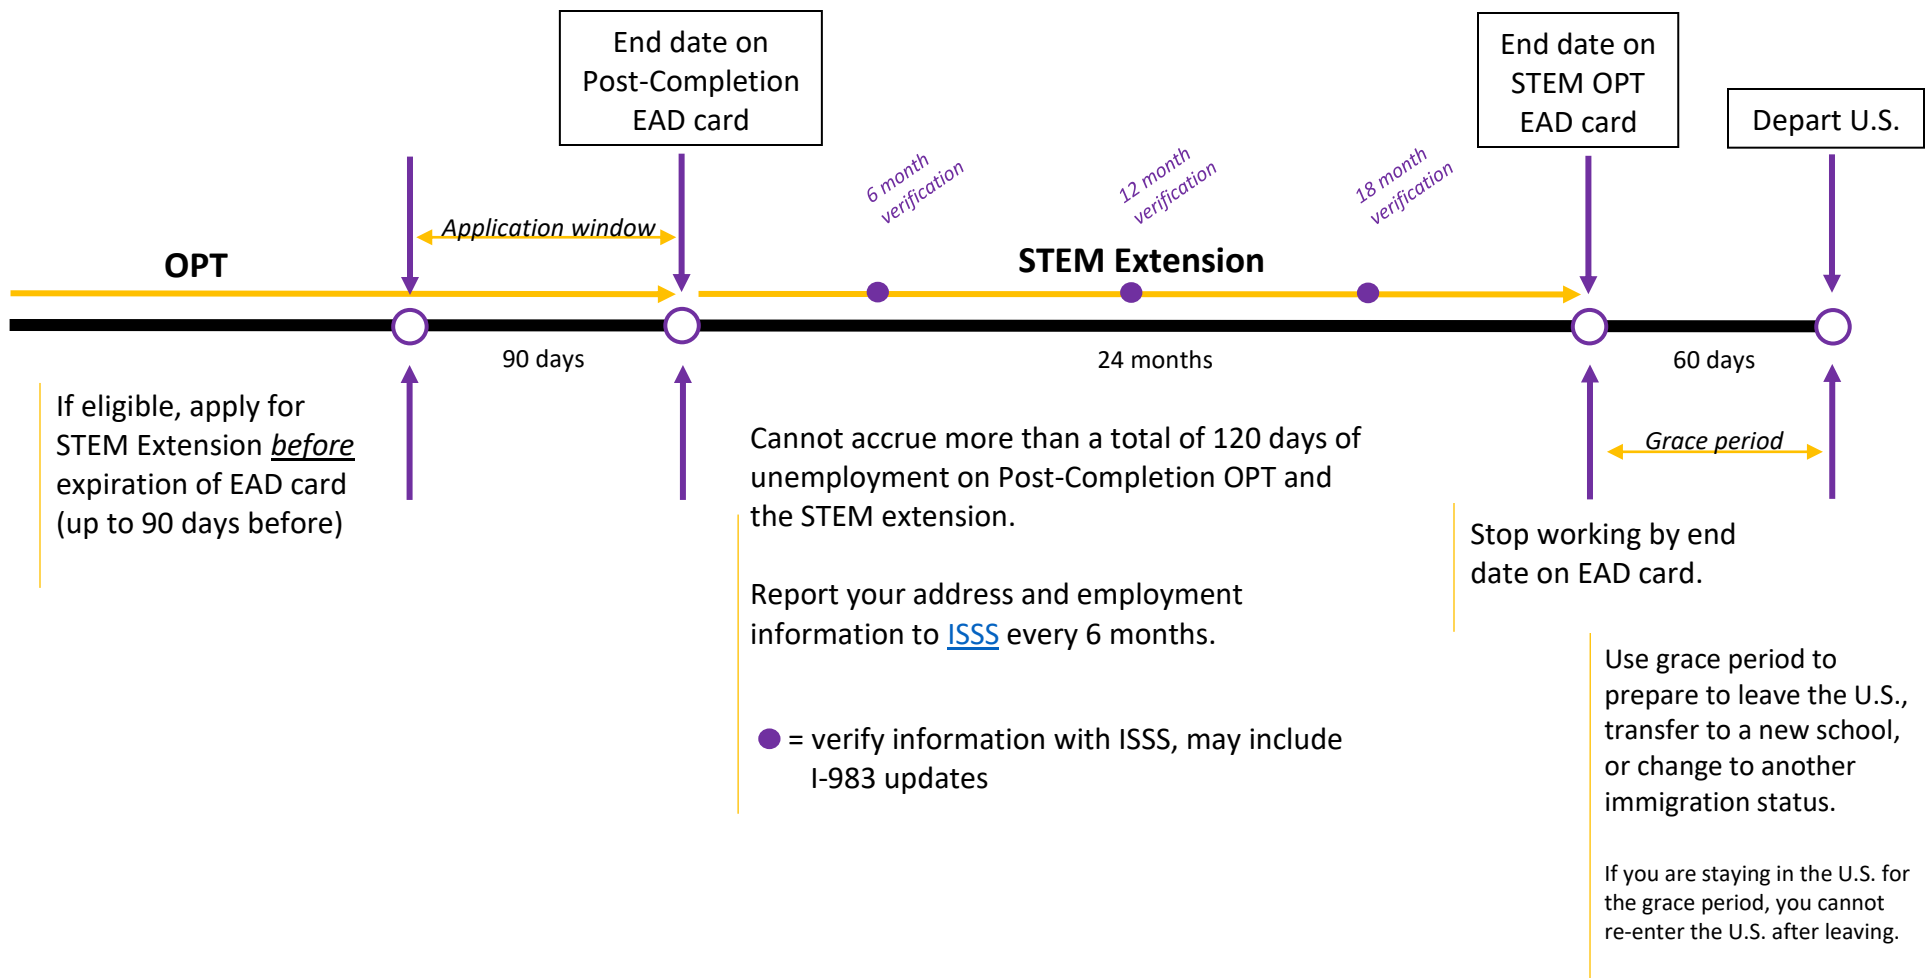 End date on
Post-Completion
EAD card
End date on
STEM OPT
EAD card
Depart U.S.
6 month
verification
12 month
verification
18 month
verification
Application window
OPT
STEM Extension
90 days
24 months
60 days
If eligible, apply for
STEM Extension before
expiration of EAD card
(up to 90 days before)
Cannot accrue more than a total of 120 days of
unemployment on Post-Completion OPT and
the STEM extension.
Report your address and employment
information to ISSS every 6 months.
= verify information with ISSS, may include
I-983 updates
Grace period
Stop working by end
date on EAD card.
Use grace period to
prepare to leave the U.S.,
transfer to a new school,
or change to another
immigration status.
If you are staying in the U.S. for
the grace period, you cannot
re-enter the U.S. after leaving.